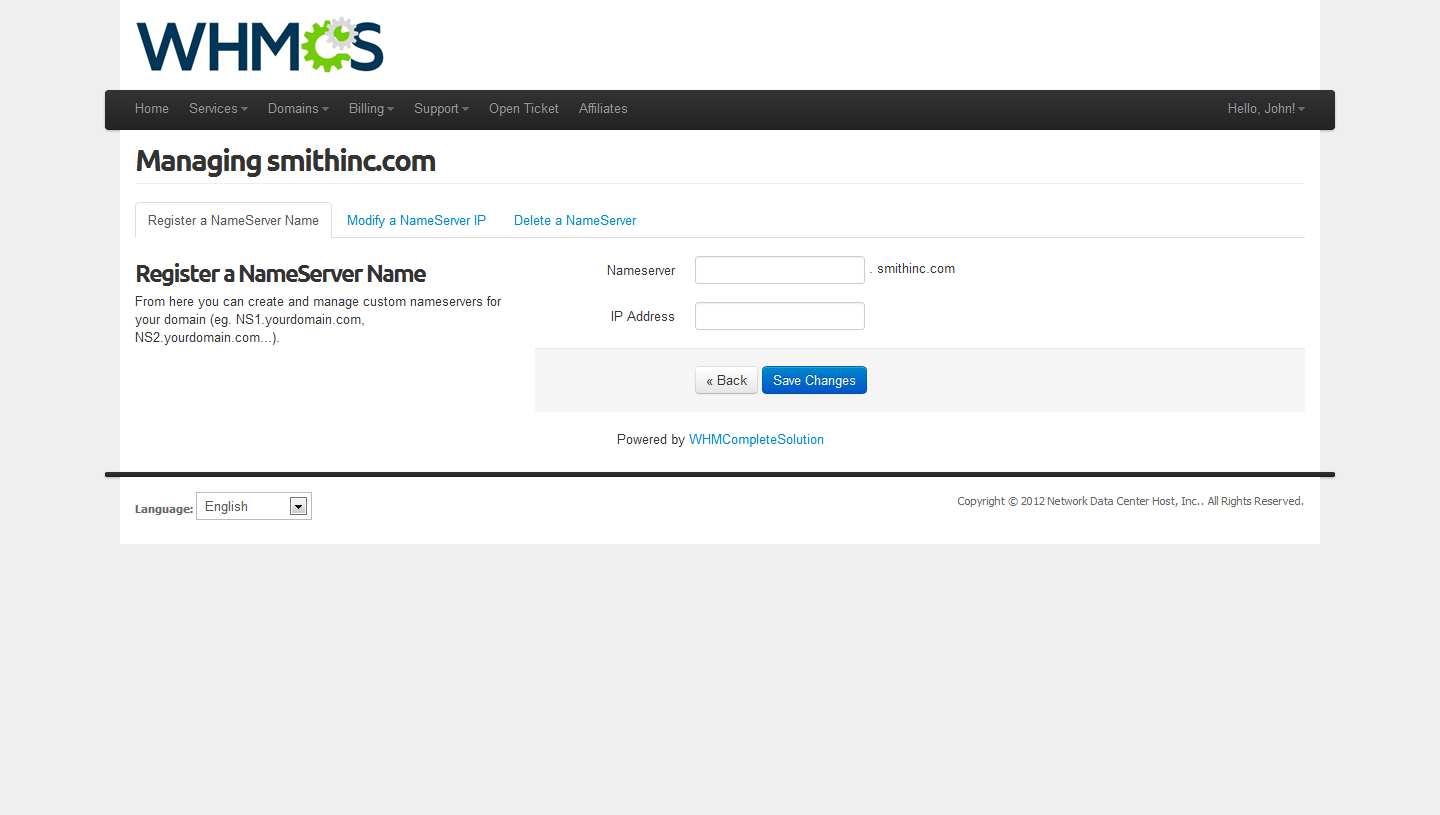 WHMCS
Home Services Domains Billing Support Open Ticket Affiliates Hello, John!
Managing smithinc.com
Register a NameServer Name Modify a NameServer IP Delete a NameServer
Register a NameServer Name
From here you can create and manage custom nameservers for
your domain (eg. NS1.yourdomain.com,
NS2.yourdomain.com...).
Nameserver . smithinc.com
IP Address
« Back Save Changes
Powered by WHMCompleteSolution
Language: English
Copyright © 2012 Network Data Center Host, Inc.. All Rights Reserved.